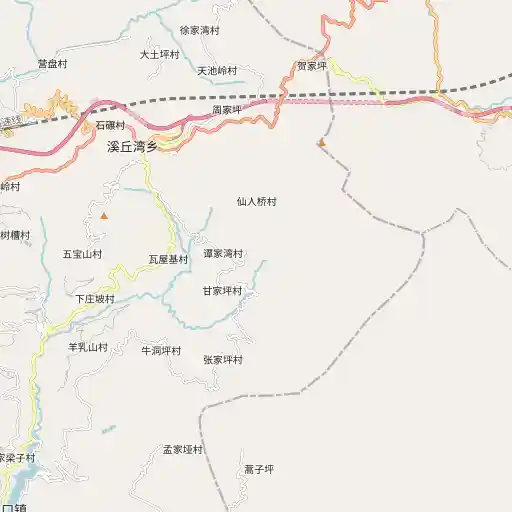 徐家湾村
大土坪村
营盘村
贺家坪
天池岭村
周家坪
石碾村
溪丘湾乡
岭村
仙人桥村
树槽村
五宝山村
瓦屋基村
谭家湾村
甘家坪村
下庄坡村
羊乳山村
牛洞坪村
张家坪村
孟家垭村
家梁子村
蒿子坪
口镇